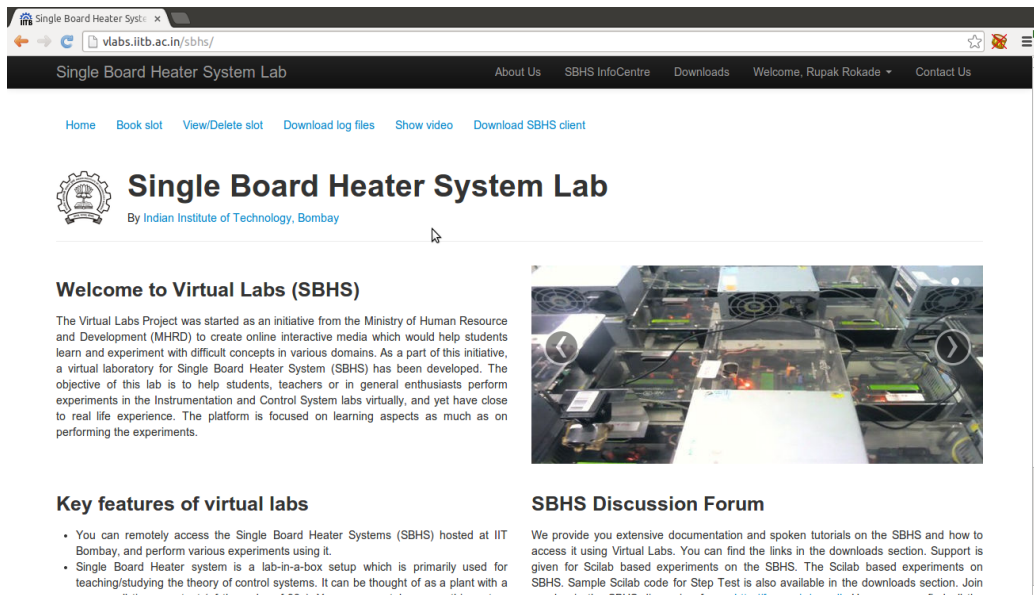 Single Board Heater Syste
vlabs.iitb.ac.in/sbhs/
Single Board Heater System Lab About Us SBHS InfoCentre Downloads Welcome, Rupak Rokade Contact Us
Home Book slot View/Delete slot Download log files Show video Download SBHS client
Single Board Heater System Lab
By Indian Institute of Technology, Bombay
Welcome to Virtual Labs (SBHS)
The Virtual Labs Project was started as an initiative from the Ministry of Human Resource
and Development (MHRD) to create online interactive media which would help students
learn and experiment with difficult concepts in various domains. As a part of this initiative,
a virtual laboratory for Single Board Heater System (SBHS) has been developed. The
objective of this lab is to help students, teachers or in general enthusiasts perform
experiments in the Instrumentation and Control System labs virtually, and yet have close
to real life experience. The platform is focused on learning aspects as much as on
performing the experiments.
Key features of virtual labs
• You can remotely access the Single Board Heater Systems (SBHS) hosted at IIT
Bombay, and perform various experiments using it.
• Single Board Heater system is a lab-in-a-box setup which is primarily used for
teaching/studying the theory of control systems. It can be thought of as a plant with a
SBHS Discussion Forum
We provide you extensive documentation and spoken tutorials on the SBHS and how to
access it using Virtual Labs. You can find the links in the downloads section. Support is
given for Scilab based experiments on the SBHS. The Scilab based experiments on
SBHS. Sample Scilab code for Step Test is also available in the downloads section. Join